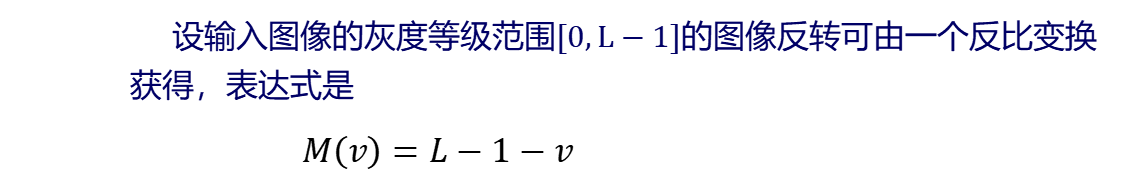 设输入图像的灰度等级范围[0, L − 1]的图像反转可由一个反比变换
获得，表达式是
M(v) = L − 1 − v